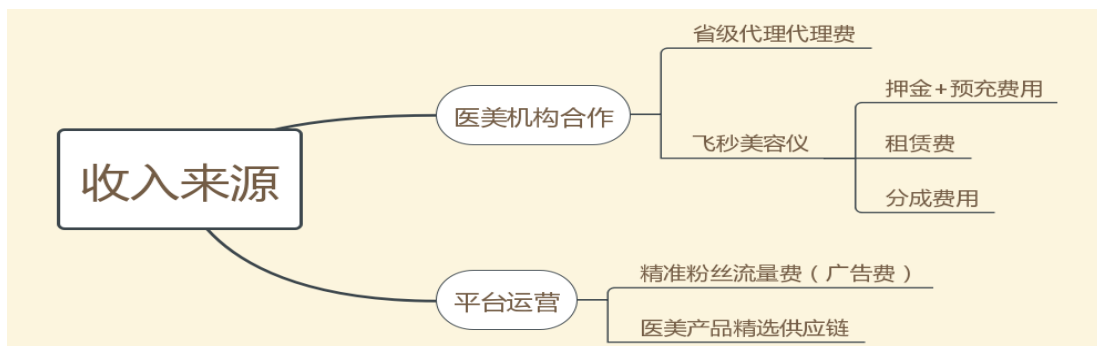 收入来源
医美机构合作
省级代理代理费
飞秒美容仪
押金+预充费用
租赁费
分成费用
平台运营
精准粉丝流量费（广告费）
医美产品精选供应链